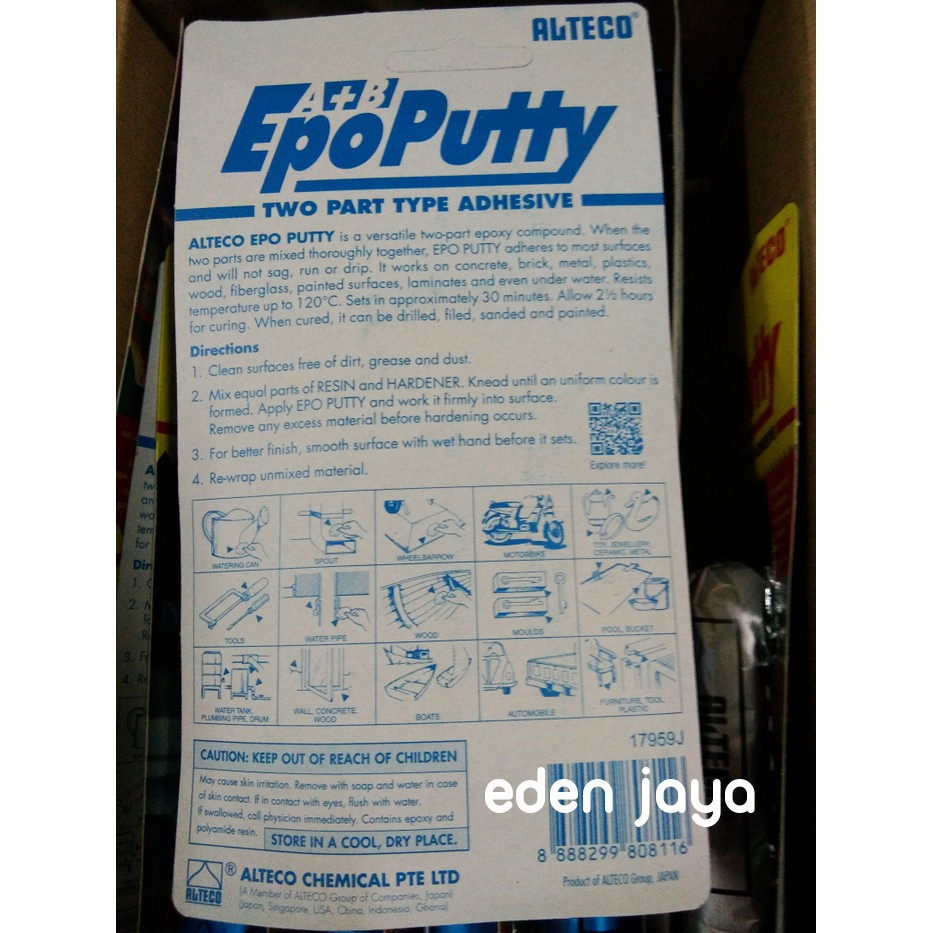 ALTECO®
A+B
EpoPutty
TWO PART TYPE ADHESIVE
ALTECO EPO PUTTY is a versatile two-part epoxy compound. When the
two parts are mixed thoroughly together, EPO PUTTY adheres to most surfaces
and will not sag, run or drip. It works on concrete, brick, metal, plastics,
wood, fiberglass, painted surfaces, laminates and even under water. Resists
temperature up to 120°C. Sets in approximately 30 minutes. Allow 2½ hours
for curing. When cured, it can be drilled, filed, sanded and painted.
Directions
1. Clean surfaces free of dirt, grease and dust.
2. Mix equal parts of RESIN and HARDENER. Knead until an uniform colour is
formed. Apply EPO PUTTY and work it firmly into surface.
Remove any excess material before hardening occurs.
3. For better finish, smooth surface with wet hand before it sets.
4. Re-wrap unmixed material.
Explore more!
WATERING CAN
SPOUT
WHEELBARROW
MOTORBIKE
TOY, JEWELLERY,
CERAMIC, METAL
TOOLS
WATER PIPE
WOOD
MOULDS
POOL, BUCKET
WATER TANK,
PLUMBING PIPE, DRUM
WALL, CONCRETE,
WOOD
BOATS
AUTOMOBILE
FURNITURE, TOOL,
PLASTIC
17959J
CAUTION: KEEP OUT OF REACH OF CHILDREN
May cause skin irritation. Remove with soap and water in case
of skin contact. If in contact with eyes, flush with water.
If swallowed, call physician immediately. Contains epoxy and
polyamide resin.
STORE IN A COOL, DRY PLACE.
eden jaya
8 888299 808116
ALTECO
® ALTECO CHEMICAL PTE LTD
(A Member of ALTECO Group of Companies, Japan)
(Japan, Singapore, USA, China, Indonesia, Ghana)
Product of ALTECO Group, JAPAN